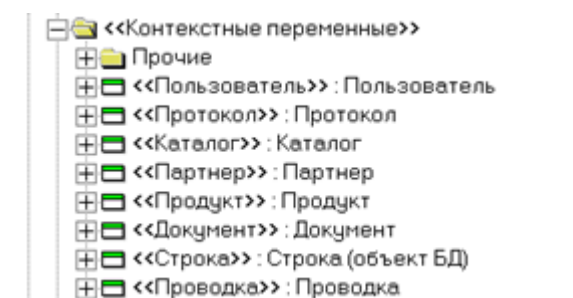 <<Контекстные переменные>>
Прочие
<<Пользователь>> : Пользователь
<<Протокол>> : Протокол
<<Каталог>> : Каталог
<<Партнер>> : Партнер
<<Продукт>> : Продукт
<<Документ>> : Документ
<<Строка>> : Строка (объект БД)
<<Проводка>> : Проводка